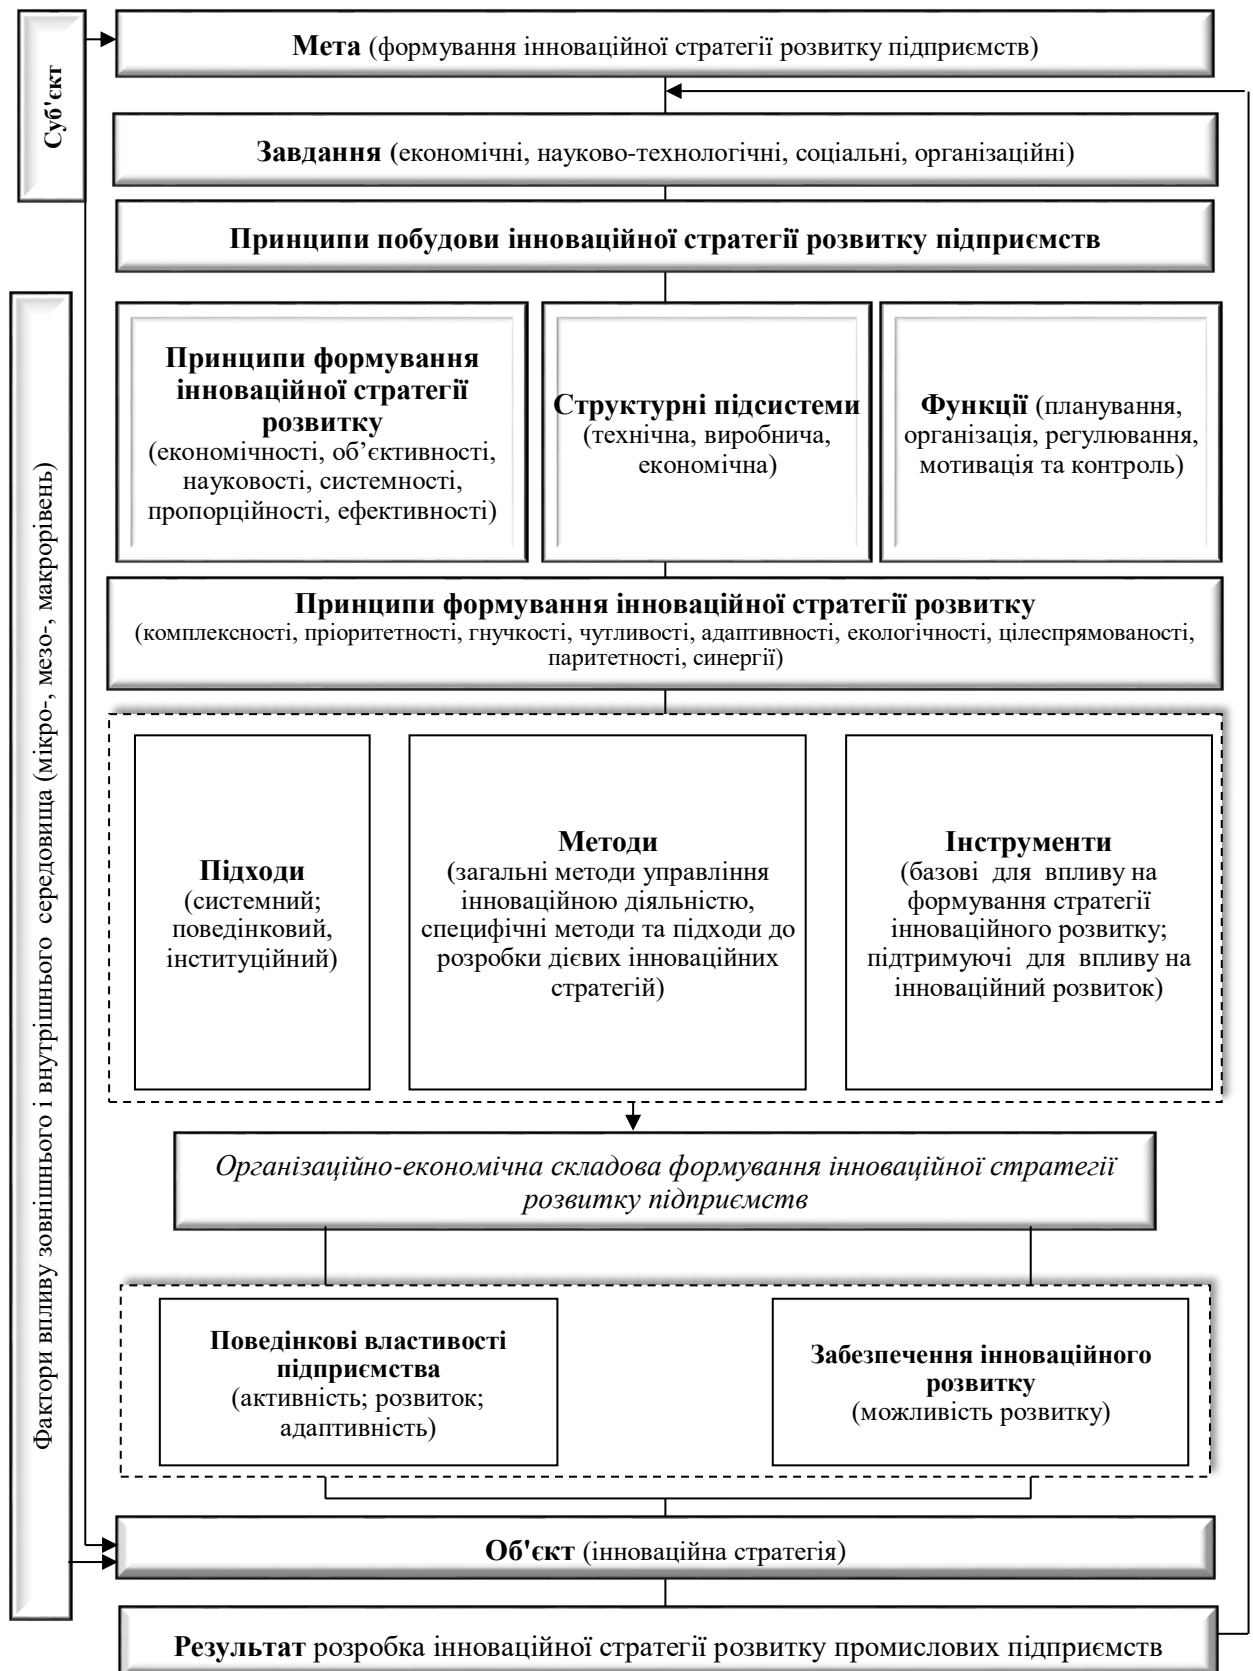 Суб'єкт
Мета (формування інноваційної стратегії розвитку підприємств)
Завдання (економічні, науково-технологічні, соціальні, організаційні)
Принципи побудови інноваційної стратегії розвитку підприємств
Фактори впливу зовнішнього і внутрішнього середовища (мікро-, мезо-, макрорівень)
Принципи формування
інноваційної стратегії
розвитку
(економічності, об’єктивності,
науковості, системності,
пропорційності, ефективності)
Структурні підсистеми
(технічна, виробнича,
економічна)
Функції (планування,
організація, регулювання,
мотивація та контроль)
Принципи формування інноваційної стратегії розвитку
(комплексності, пріоритетності, гнучкості, чутливості, адаптивності, екологічності, цілеспрямованості,
паритетності, синергії)
Підходи
(системний;
поведінковий,
інституційний)
Методи
(загальні методи управління
інноваційною діяльністю,
специфічні методи та підходи до
розробки дієвих інноваційних
стратегій)
Інструменти
(базові для впливу на
формування стратегії
інноваційного розвитку;
підтримуючі для впливу на
інноваційний розвиток)
Організаційно-економічна складова формування інноваційної стратегії
розвитку підприємств
Поведінкові властивості
підприємства
(активність; розвиток;
адаптивність)
Забезпечення інноваційного
розвитку
(можливість розвитку)
Об'єкт (інноваційна стратегія)
Результат розробка інноваційної стратегії розвитку промислових підприємств